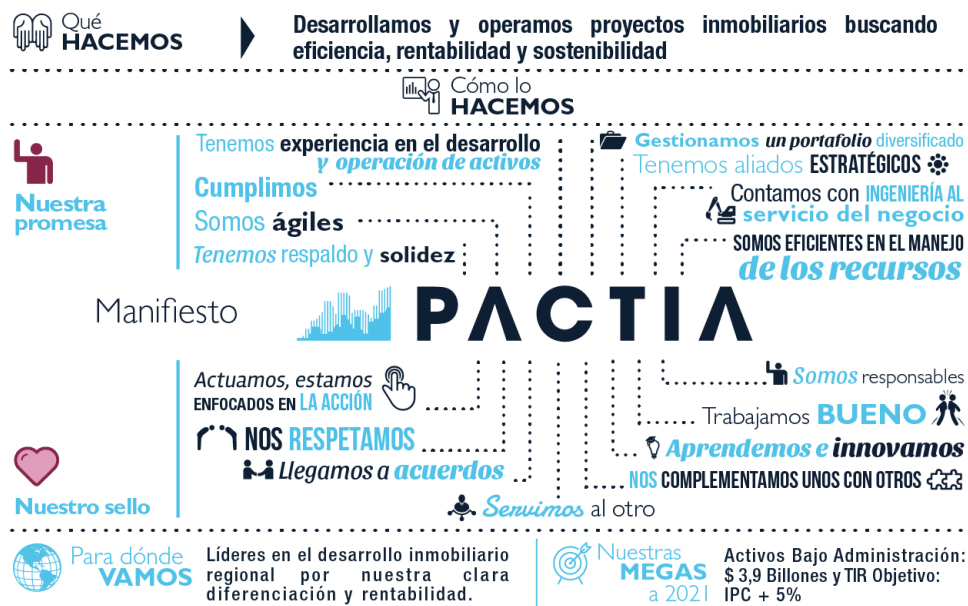 Qué
HACEMOS
Desarrollamos y operamos proyectos inmobiliarios buscando
eficiencia, rentabilidad y sostenibilidad
Cómo lo
HACEMOS
Nuestra
promesa
Tenemos experiencia en el desarrollo
y operación de activos
Cumplimos
Somos ágiles
Tenemos respaldo y solidez
Gestionamos un portafolio diversificado
Tenemos aliados ESTRATÉGICOS
Contamos con INGENIERÍA AL
servicio del negocio
SOMOS EFICIENTES EN EL MANEJO
de los recursos
Manifiesto
PACTIA
Nuestro sello
Actuamos, estamos
ENFOCADOS EN LA ACCIÓN
NOS RESPETAMOS
Llegamos a acuerdos
Servimos al otro
Somos responsables
Trabajamos BUENO
Aprendemos e innovamos
NOS COMPLEMENTAMOS UNOS CON OTROS
Para dónde
VAMOS
Líderes en el desarrollo inmobiliario
regional por nuestra clara
diferenciación y rentabilidad.
Nuestras
MEGAS
a 2021
Activos Bajo Administración:
$ 3,9 Billones y TIR Objetivo:
IPC + 5%